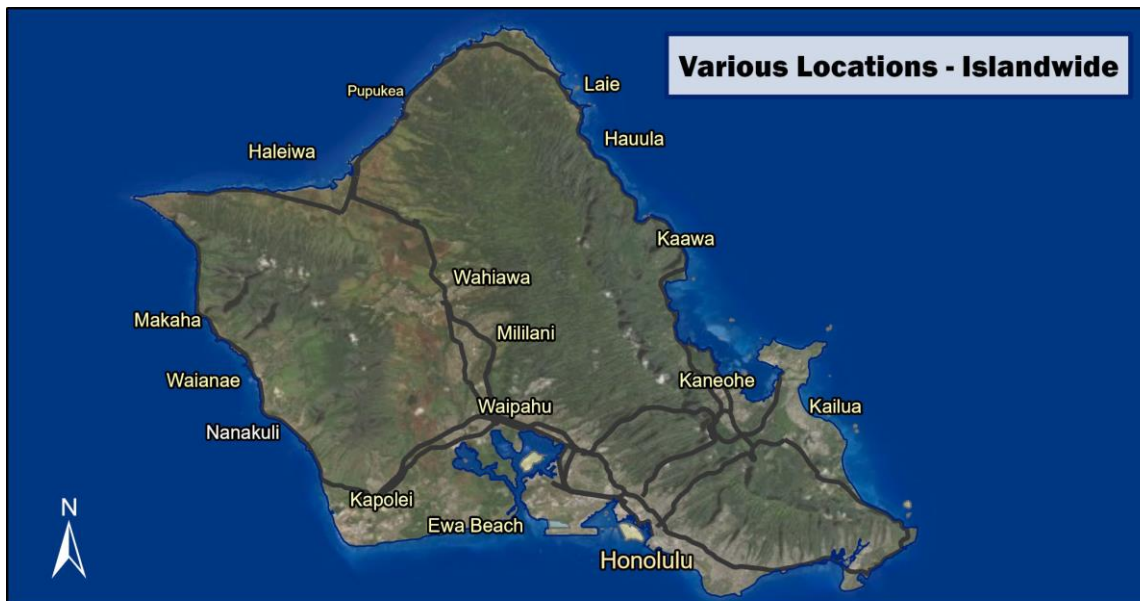 Various Locations - Islandwide
Laie
Pupukea
Hauula
Haleiwa
Kaawa
Wahiawa
Makaha
Mililani
Waianae
Kaneohe
Waipahu
Kailua
Nanakuli
Kapolei
N
Ewa Beach
Honolulu